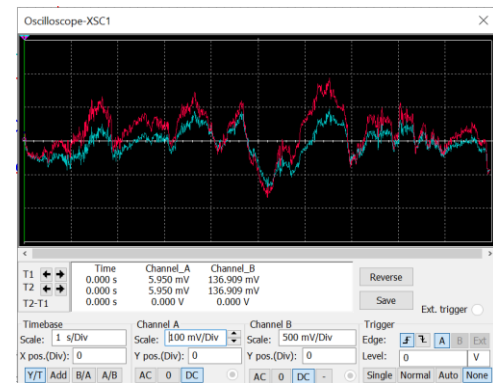 Oscilloscope-XSC1
Time Channel_A Channel_B
T1 0.000 s 5.950 mV 136.909 mV
T2 0.000 s 5.950 mV 136.909 mV
T2-T1 0.000 s 0.000 V 0.000 V
Reverse
Save
Ext. trigger
Timebase
Scale: 1 s/Div
X pos.(Div): 0
Y/T Add B/A A/B
Channel A
Scale: 100 mV/Div
Y pos.(Div): 0
AC 0 DC
Channel B
Scale: 500 mV/Div
Y pos.(Div): 0
AC 0 DC -
Trigger
Edge: A B Ext
Level: 0 V
Single Normal Auto None